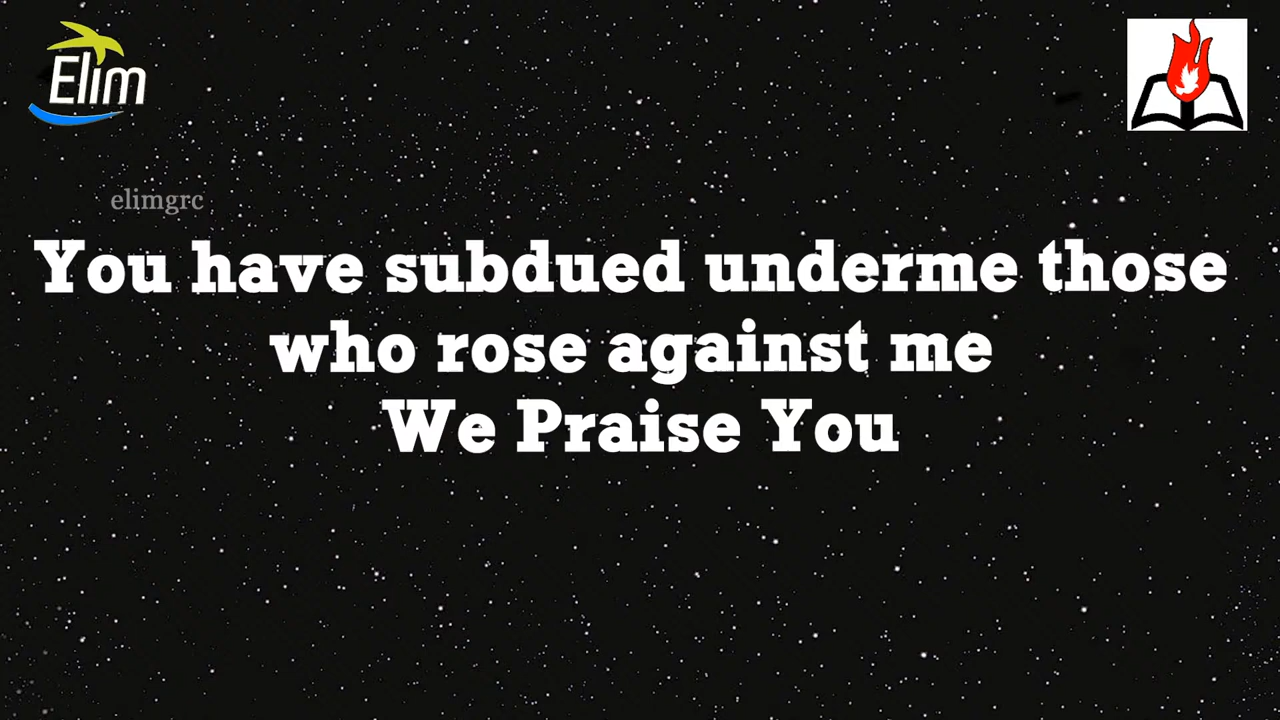 Elim
elimgrc
You have subdued underme those
who rose against me
We Praise You